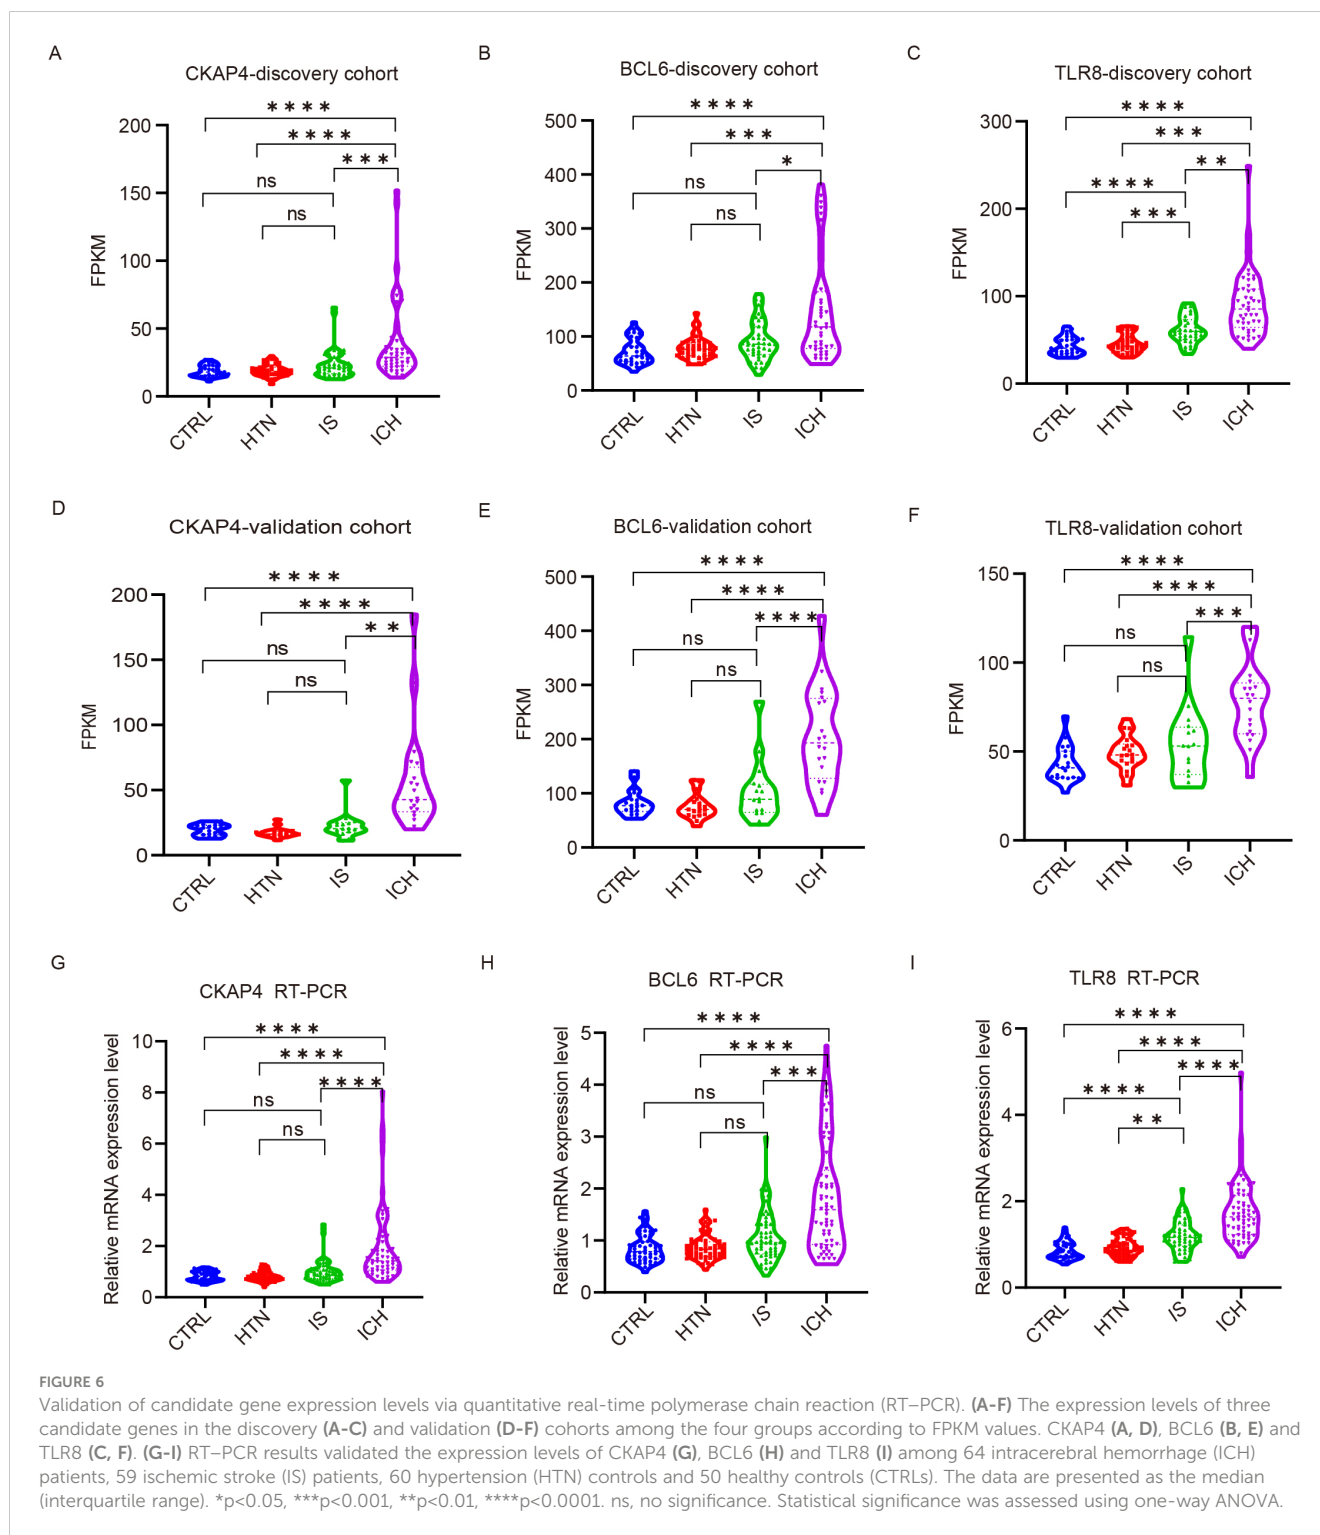 A
CKAP4-discovery cohort
****
****
***
ns
ns
200
150
100
50
0
FPKM
CTRL
HTN
IS
ICH
B
BCL6-discovery cohort
****
***
*
ns
ns
500
400
300
200
100
0
FPKM
CTRL
HTN
IS
ICH
C
TLR8-discovery cohort
****
***
**
****
***
300
200
100
0
FPKM
CTRL
HTN
IS
ICH
D
CKAP4-validation cohort
****
****
**
ns
ns
200
150
100
50
0
FPKM
CTRL
HTN
IS
ICH
E
BCL6-validation cohort
****
****
****
ns
ns
500
400
300
200
100
0
FPKM
CTRL
HTN
IS
ICH
F
TLR8-validation cohort
****
****
***
ns
ns
150
100
50
0
FPKM
CTRL
HTN
IS
ICH
G
CKAP4 RT-PCR
****
****
****
ns
ns
10
8
6
4
2
0
Relative mRNA expression level
CTRL
HTN
IS
ICH
H
BCL6 RT-PCR
****
****
***
ns
ns
5
4
3
2
1
0
Relative mRNA expression level
CTRL
HTN
IS
ICH
I
TLR8 RT-PCR
****
****
****
****
**
6
4
2
0
Relative mRNA expression level
CTRL
HTN
IS
ICH
FIGURE 6
Validation of candidate gene expression levels via quantitative real-time polymerase chain reaction (RT–PCR). (A-F) The expression levels of three
candidate genes in the discovery (A-C) and validation (D-F) cohorts among the four groups according to FPKM values. CKAP4 (A, D), BCL6 (B, E) and
TLR8 (C, F). (G-I) RT–PCR results validated the expression levels of CKAP4 (G), BCL6 (H) and TLR8 (I) among 64 intracerebral hemorrhage (ICH)
patients, 59 ischemic stroke (IS) patients, 60 hypertension (HTN) controls and 50 healthy controls (CTRLs). The data are presented as the median
(interquartile range). *p<0.05, ***p<0.001, **p<0.01, ****p<0.0001. ns, no significance. Statistical significance was assessed using one-way ANOVA.